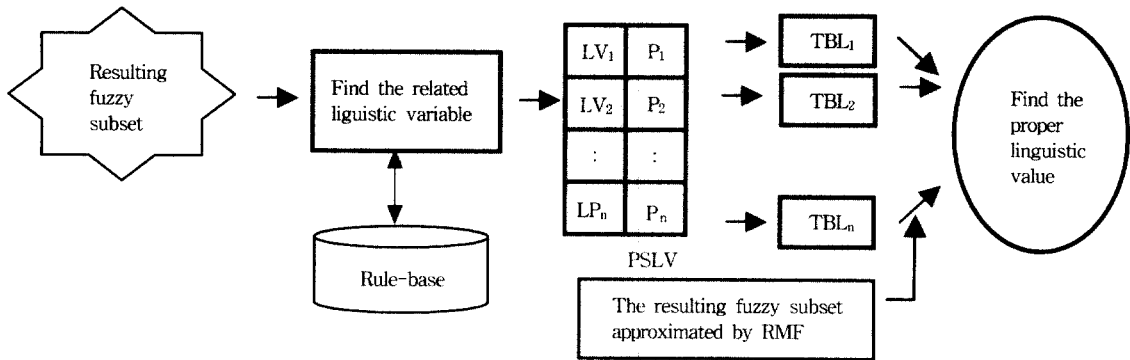 Resulting
fuzzy
subset
Find the related
liguistic variable
Rule-base
LV₁ P₁
LV₂ P₂
: :
LPₙ Pₙ
PSLV
TBL₁
TBL₂
TBLₙ
The resulting fuzzy subset
approximated by RMF
Find the
proper
linguistic
value